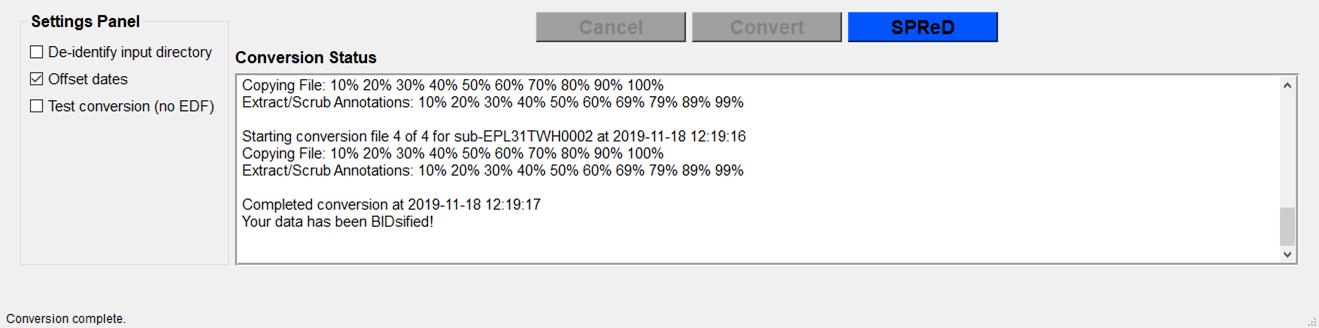 Settings Panel
De-identify input directory
Offset dates
Test conversion (no EDF)
Cancel
Convert
SPReD
Conversion Status
Copying File: 10% 20% 30% 40% 50% 60% 70% 80% 90% 100%
Extract/Scrub Annotations: 10% 20% 30% 40% 50% 60% 69% 79% 89% 99%
Starting conversion file 4 of 4 for sub-EPL31TWH0002 at 2019-11-18 12:19:16
Copying File: 10% 20% 30% 40% 50% 60% 70% 80% 90% 100%
Extract/Scrub Annotations: 10% 20% 30% 40% 50% 60% 69% 79% 89% 99%
Completed conversion at 2019-11-18 12:19:17
Your data has been BIDsified!
Conversion complete.